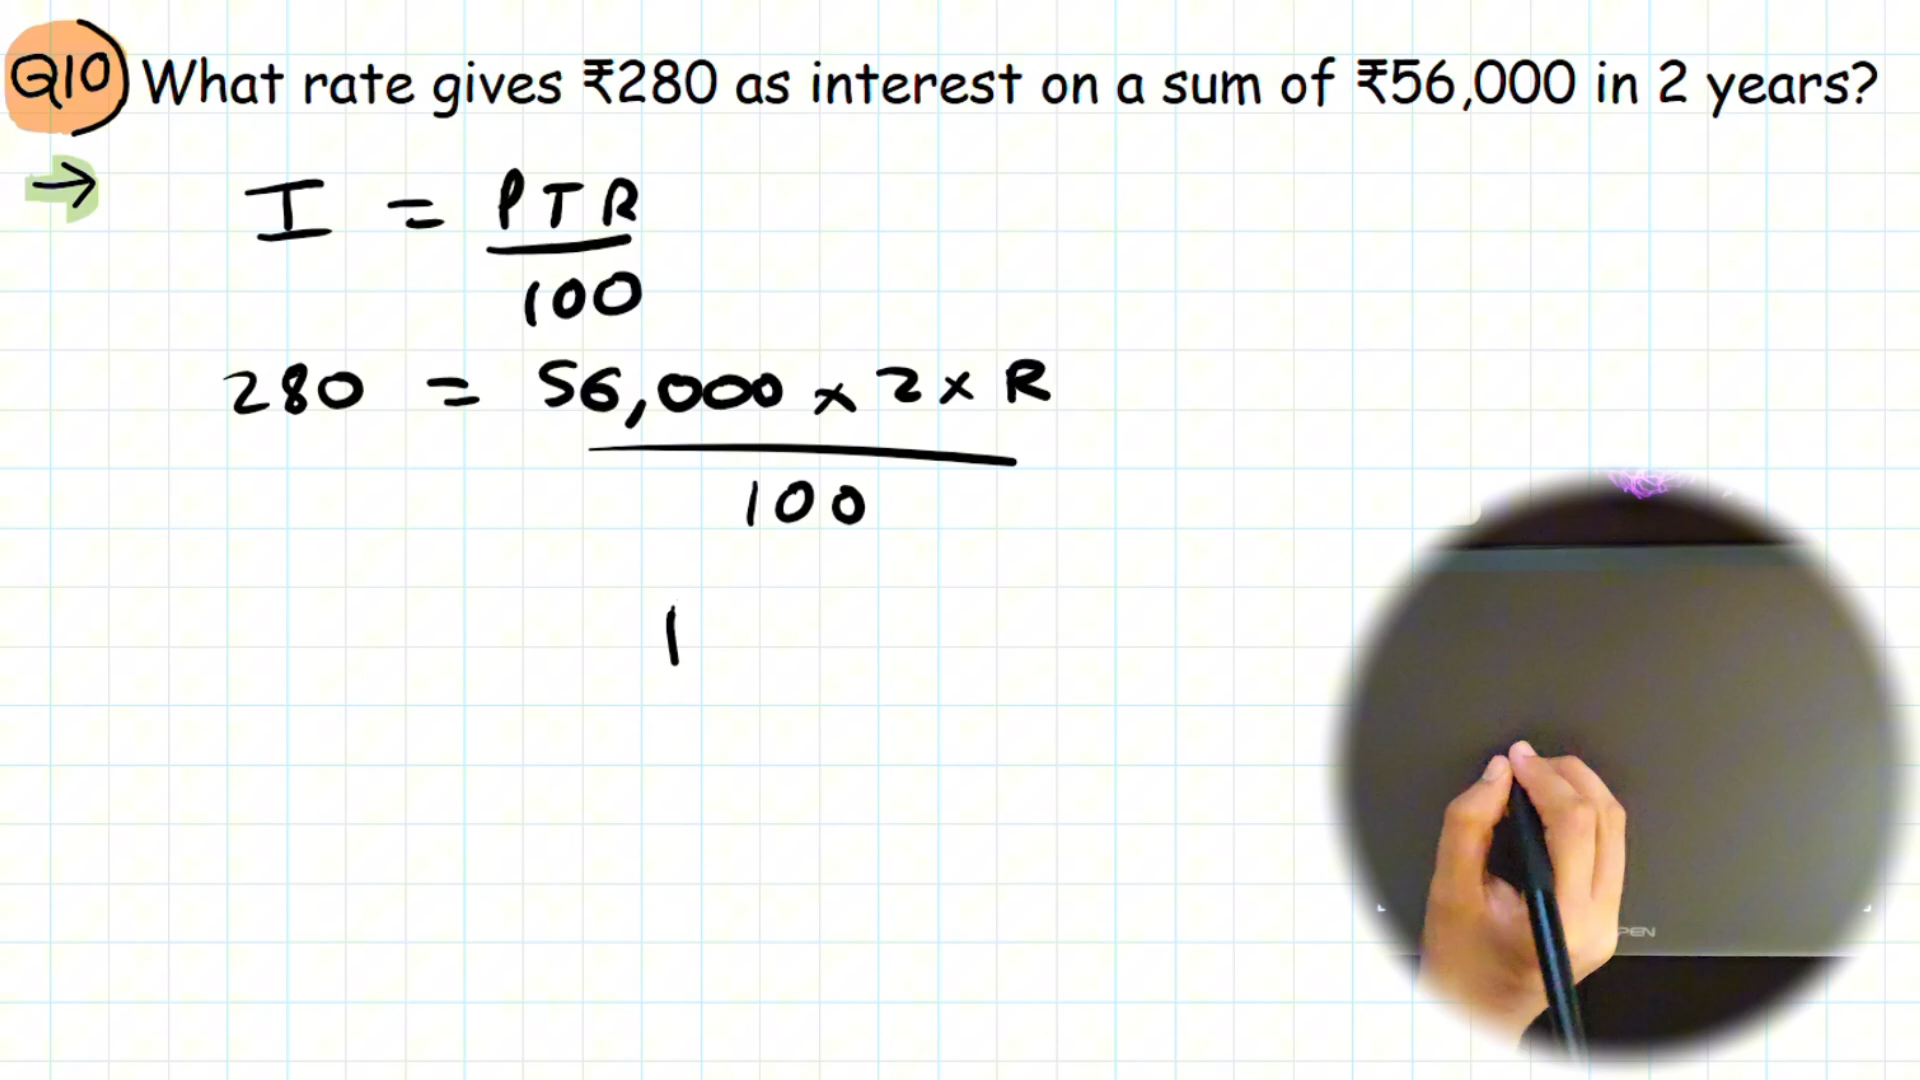 Q10) What rate gives ₹280 as interest on a sum of ₹56,000 in 2 years?
→
I = PTR
100
280 = 56,000 × 2 × R
100
1
PEN